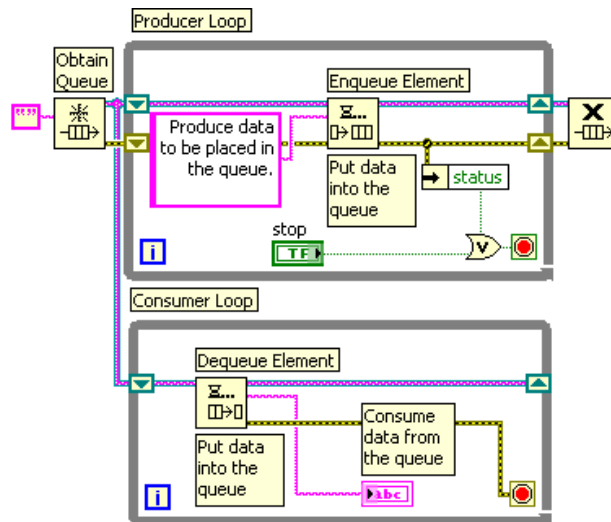 Producer Loop
Obtain
Queue
Enqueue Element
Produce data
to be placed in
the queue.
Put data
into the
queue
status
stop
TF
V
i
Consumer Loop
Dequeue Element
Put data
into the
queue
Consume
data from
the queue
abc
i